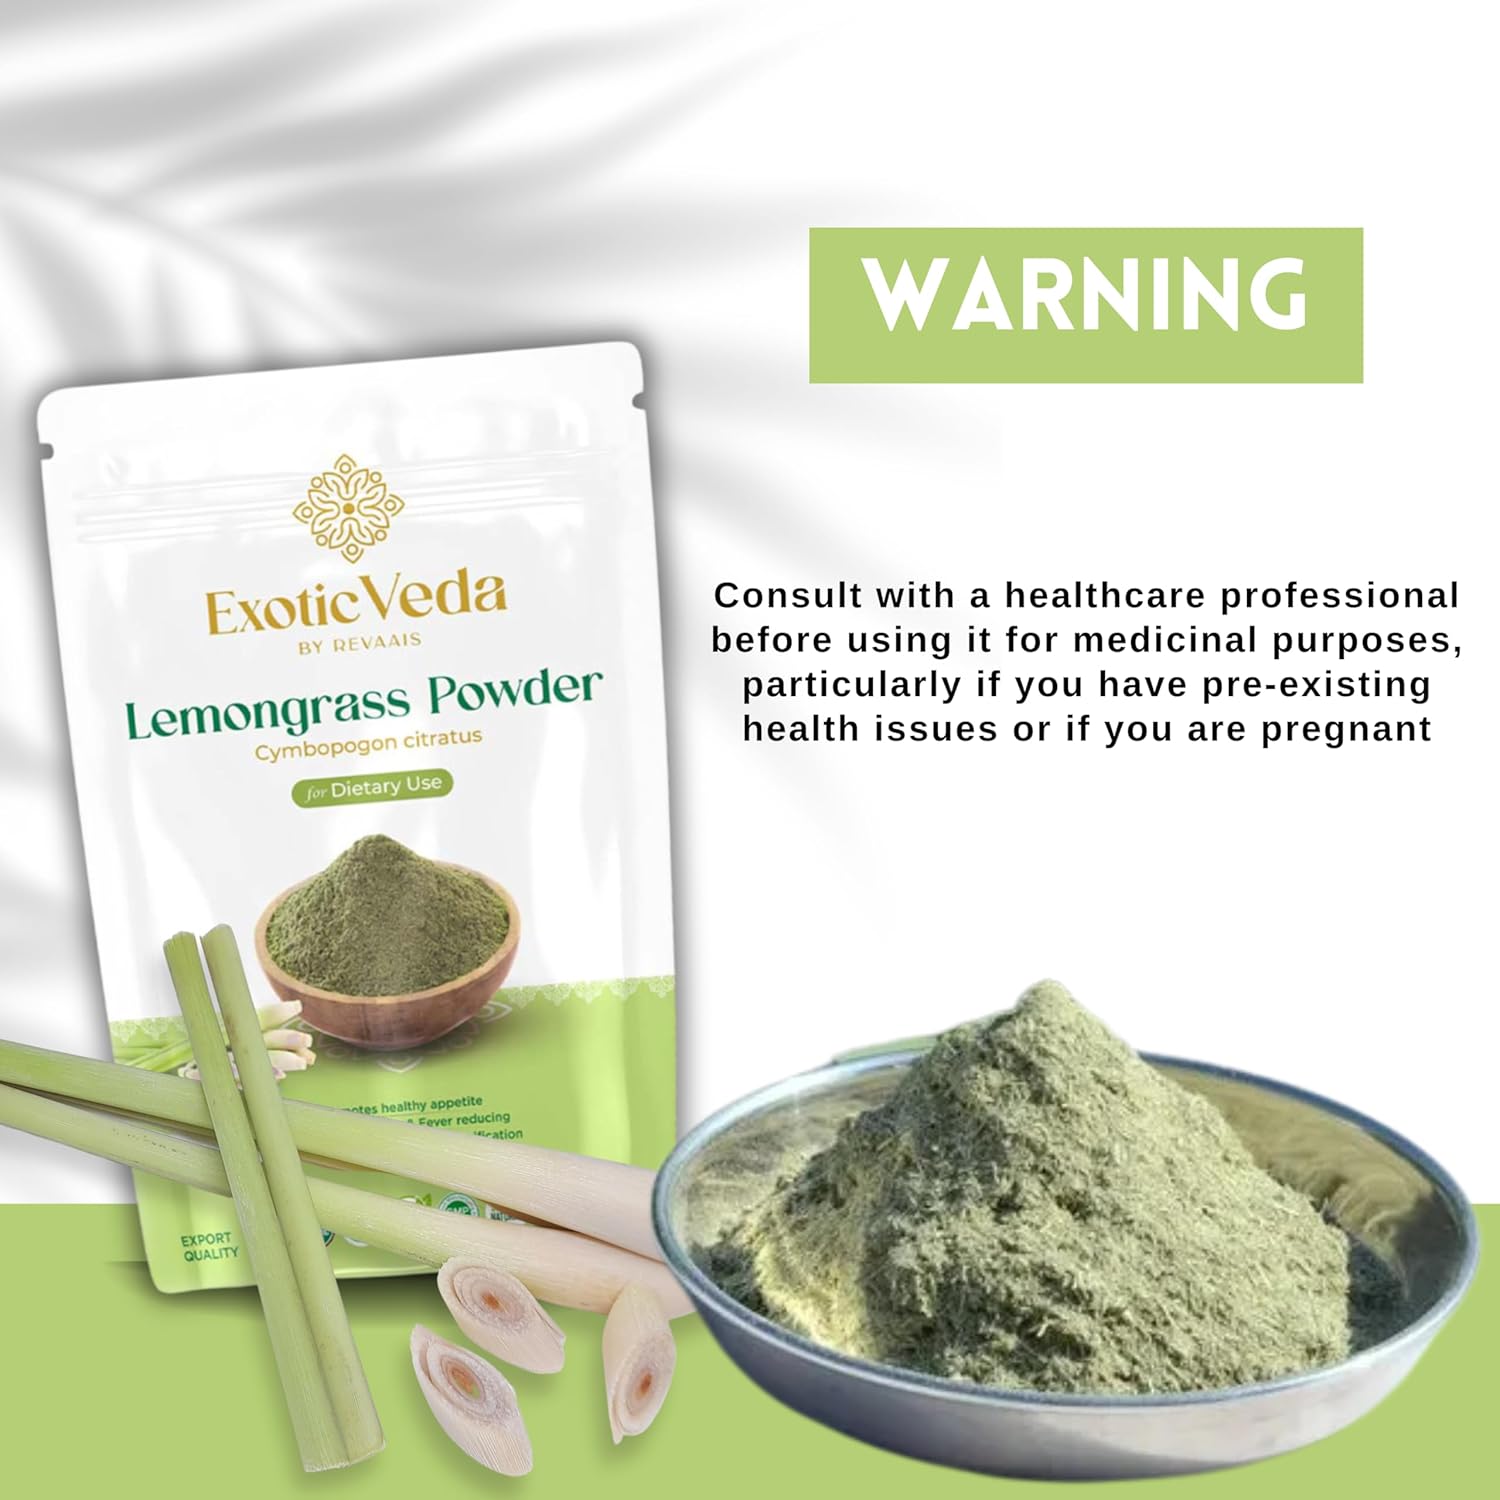 WARNING
Consult with a healthcare professional
before using it for medicinal purposes,
particularly if you have pre-existing
health issues or if you are pregnant
ExoticVeda
BY REVAAIS
Lemongrass Powder
Cymbopogon citratus
for Dietary Use
healthy appetite
& Fever reducing
EXPORT
QUALITY